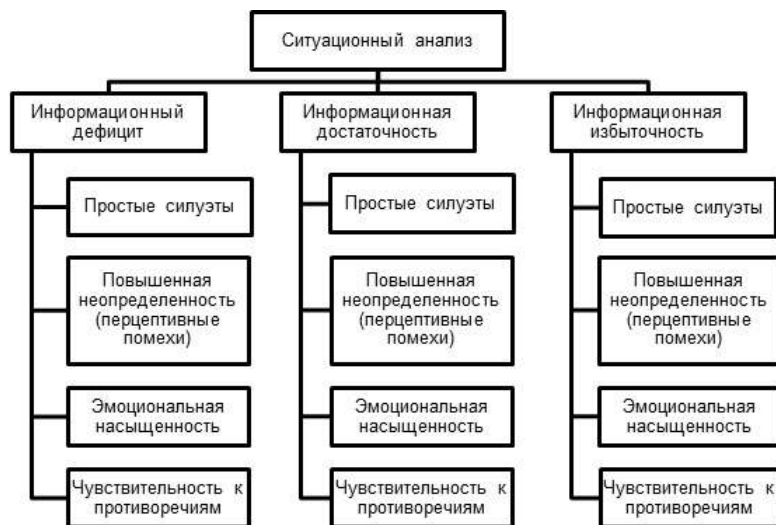 Ситуационный анализ
Информационный
дефицит
Простые силуэты
Повышенная
неопределенность
(перцептивные
помехи)
Эмоциональная
насыщенность
Чувствительность к
противоречиям
Информационная
достаточность
Простые силуэты
Повышенная
неопределенность
(перцептивные
помехи)
Эмоциональная
насыщенность
Чувствительность к
противоречиям
Информационная
избыточность
Простые силуэты
Повышенная
неопределенность
(перцептивные
помехи)
Эмоциональная
насыщенность
Чувствительность к
противоречиям